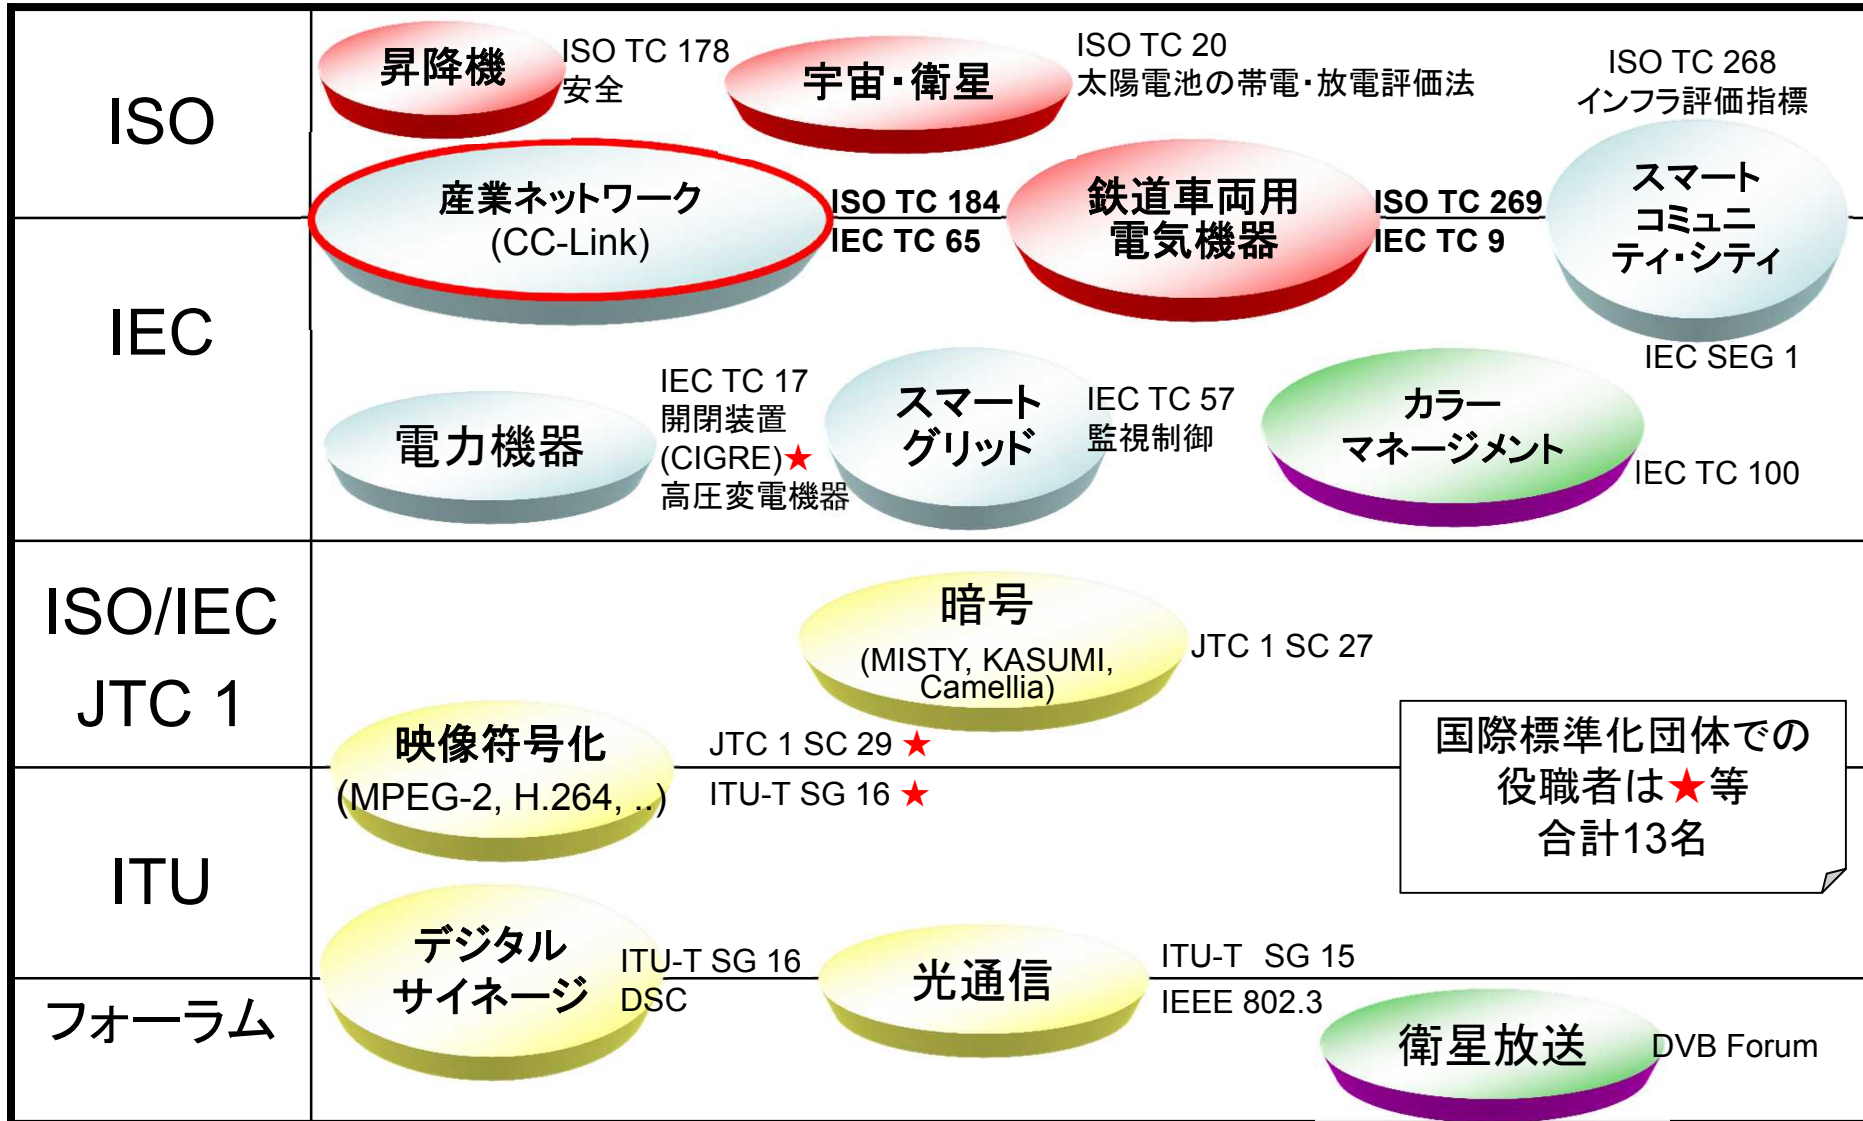 ISO
昇降機
ISO TC 178
安全
宇宙・衛星
ISO TC 20
太陽電池の帯電・放電評価法
ISO TC 268
インフラ評価指標
産業ネットワーク
(CC-Link)
ISO TC 184
IEC TC 65
鉄道車両用
電気機器
ISO TC 269
IEC TC 9
スマート
コミュニ
ティ・シティ
IEC SEG 1
IEC
電力機器
IEC TC 17
開閉装置
(CIGRE)★
高圧変電機器
スマート
グリッド
IEC TC 57
監視制御
カラー
マネージメント
IEC TC 100
ISO/IEC
JTC 1
暗号
(MISTY, KASUMI,
Camellia)
JTC 1 SC 27
映像符号化
(MPEG-2, H.264, ..)
JTC 1 SC 29 ★
ITU-T SG 16 ★
国際標準化団体での
役職者は★等
合計13名
ITU
デジタル
サイネージ
ITU-T SG 16
DSC
光通信
ITU-T SG 15
IEEE 802.3
フォーラム
衛星放送
DVB Forum